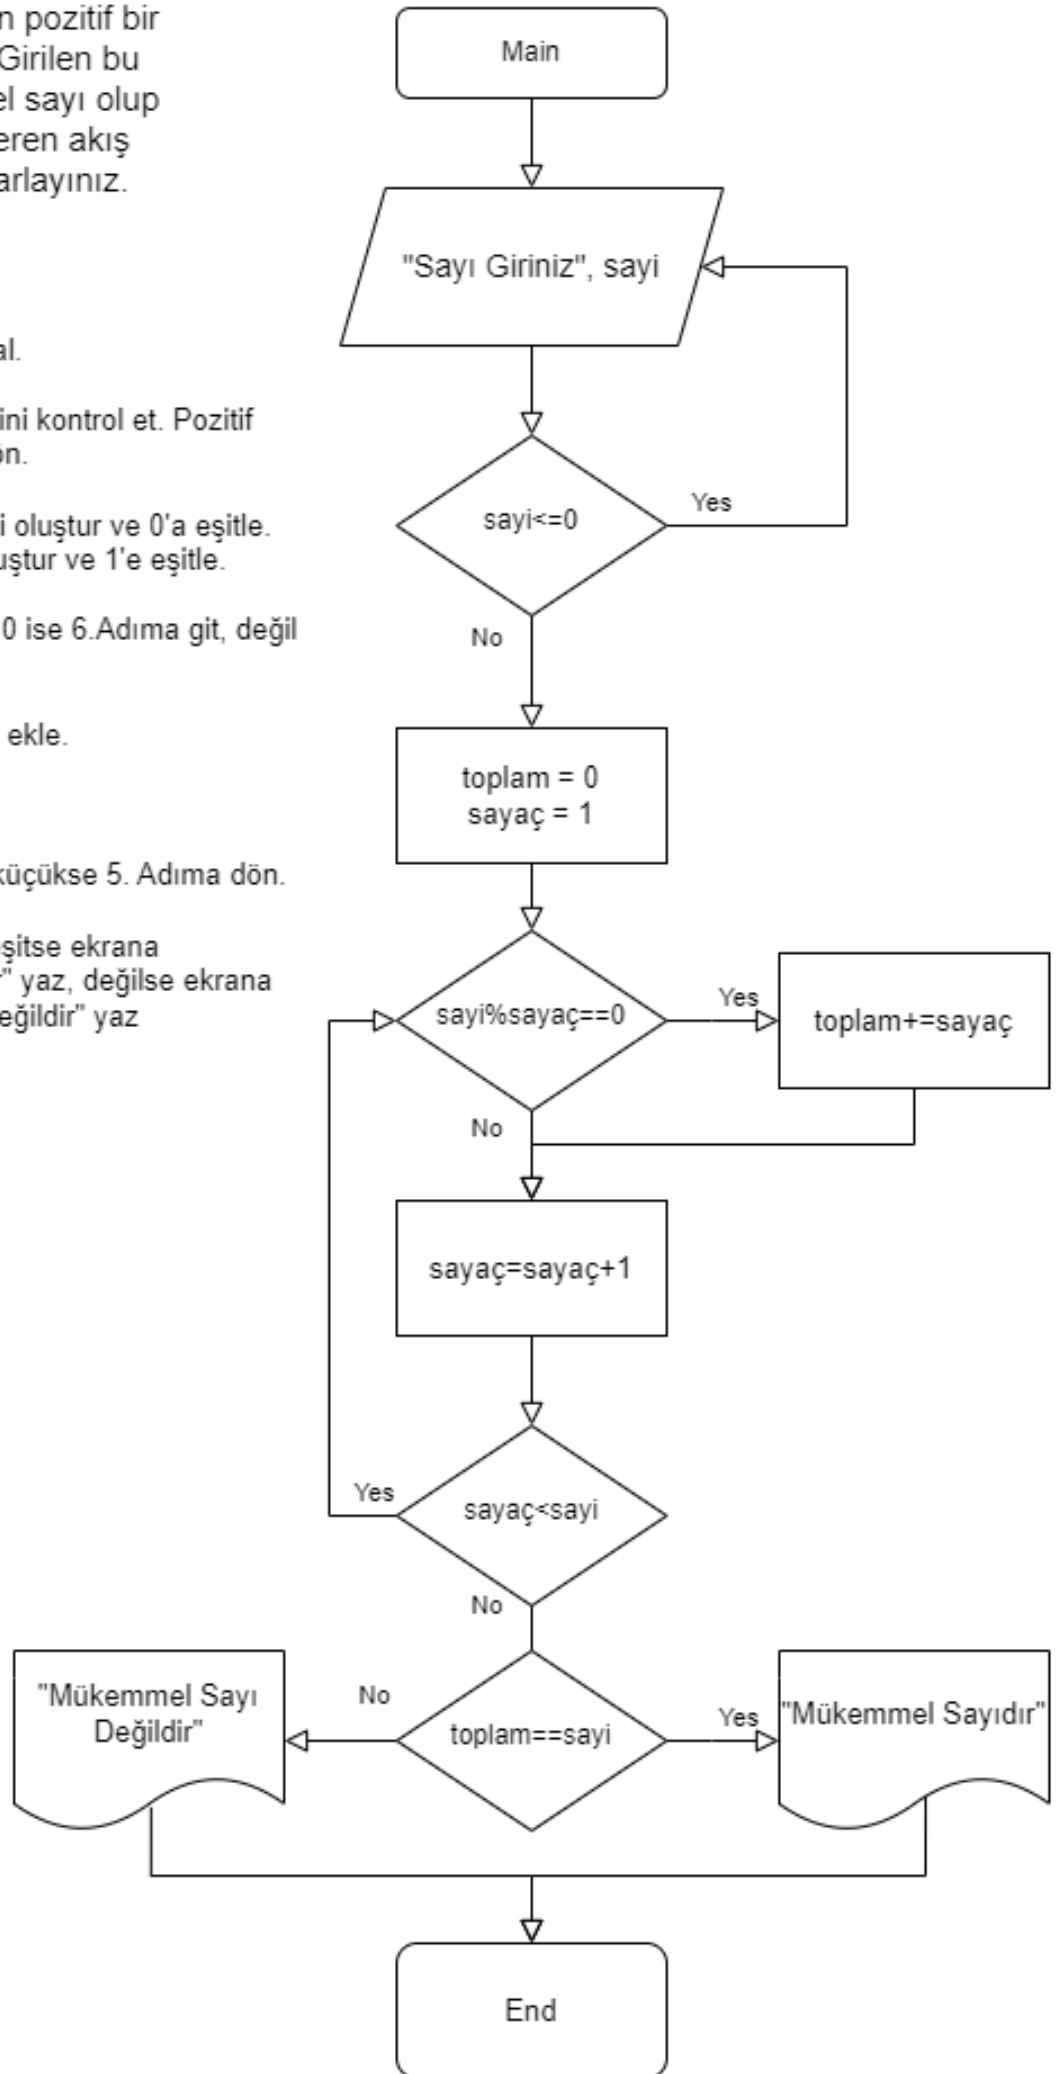 n pozitif bir
Girilen bu
el sayı olup
eren akış
arlayınız.
al.
ini kontrol et. Pozitif
ön.
i oluştur ve 0'a eşitle.
uştur ve 1'e eşitle.
0 ise 6.Adıma git, değil
ekle.
küçükse 5. Adıma dön.
eşitse ekrana
" yaz, değilse ekrana
eğildir" yaz
Main
"Sayı Giriniz", sayi
sayi<=0
Yes
No
toplam = 0
sayaç = 1
sayi%sayaç==0
Yes
toplam+=sayaç
No
sayaç=sayaç+1
sayaç<sayi
Yes
No
toplam==sayi
No
"Mükemmel Sayı
Değildir"
Yes
"Mükemmel Sayıdır"
End